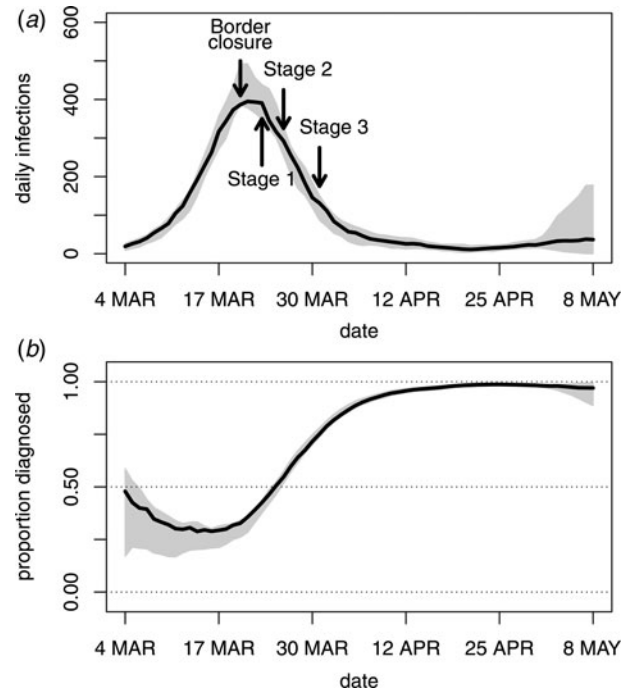 (a)
600
400
200
0
daily infections
Border
closure
Stage 2
Stage 3
Stage 1
4 MAR 17 MAR 30 MAR 12 APR 25 APR 8 MAY
date
(b)
1.00
0.50
0.00
proportion diagnosed
4 MAR 17 MAR 30 MAR 12 APR 25 APR 8 MAY
date